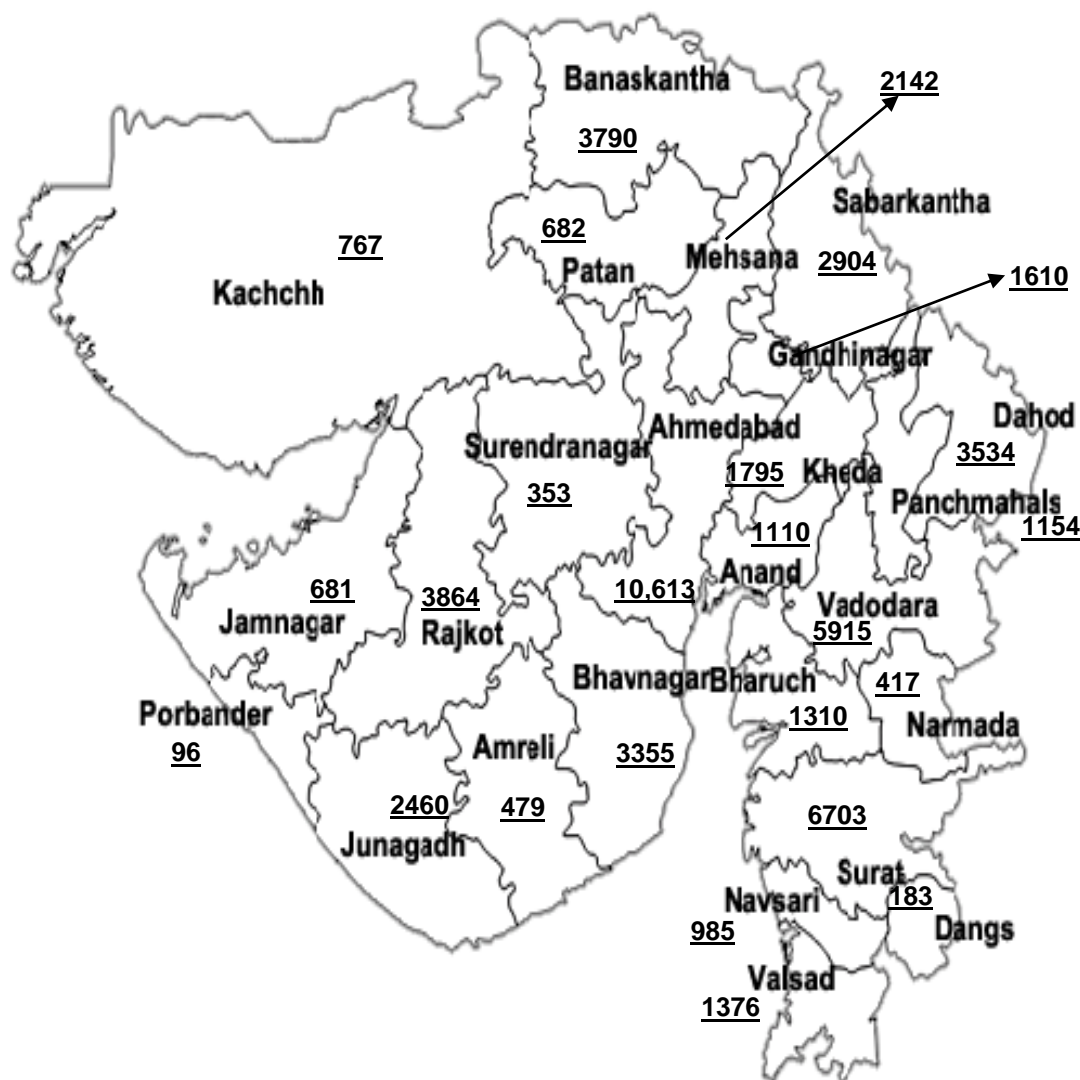 Banaskantha
2142
3790
Sabarkantha
682
767
Mehsana
2904
Patan
1610
Kachchh
Gandhinagar
Dahod
Ahmedabad
Surendranagar
3534
1795
Kheda
353
Panchmahals
1154
1110
Anand
681
3864
10,613
Vadodara
Jamnagar
Rajkot
5915
Bhavnagar
Bharuch
417
Porbander
1310
Narmada
96
Amreli
3355
2460
479
6703
Junagadh
Surat
Navsari
183
985
Dangs
Valsad
1376